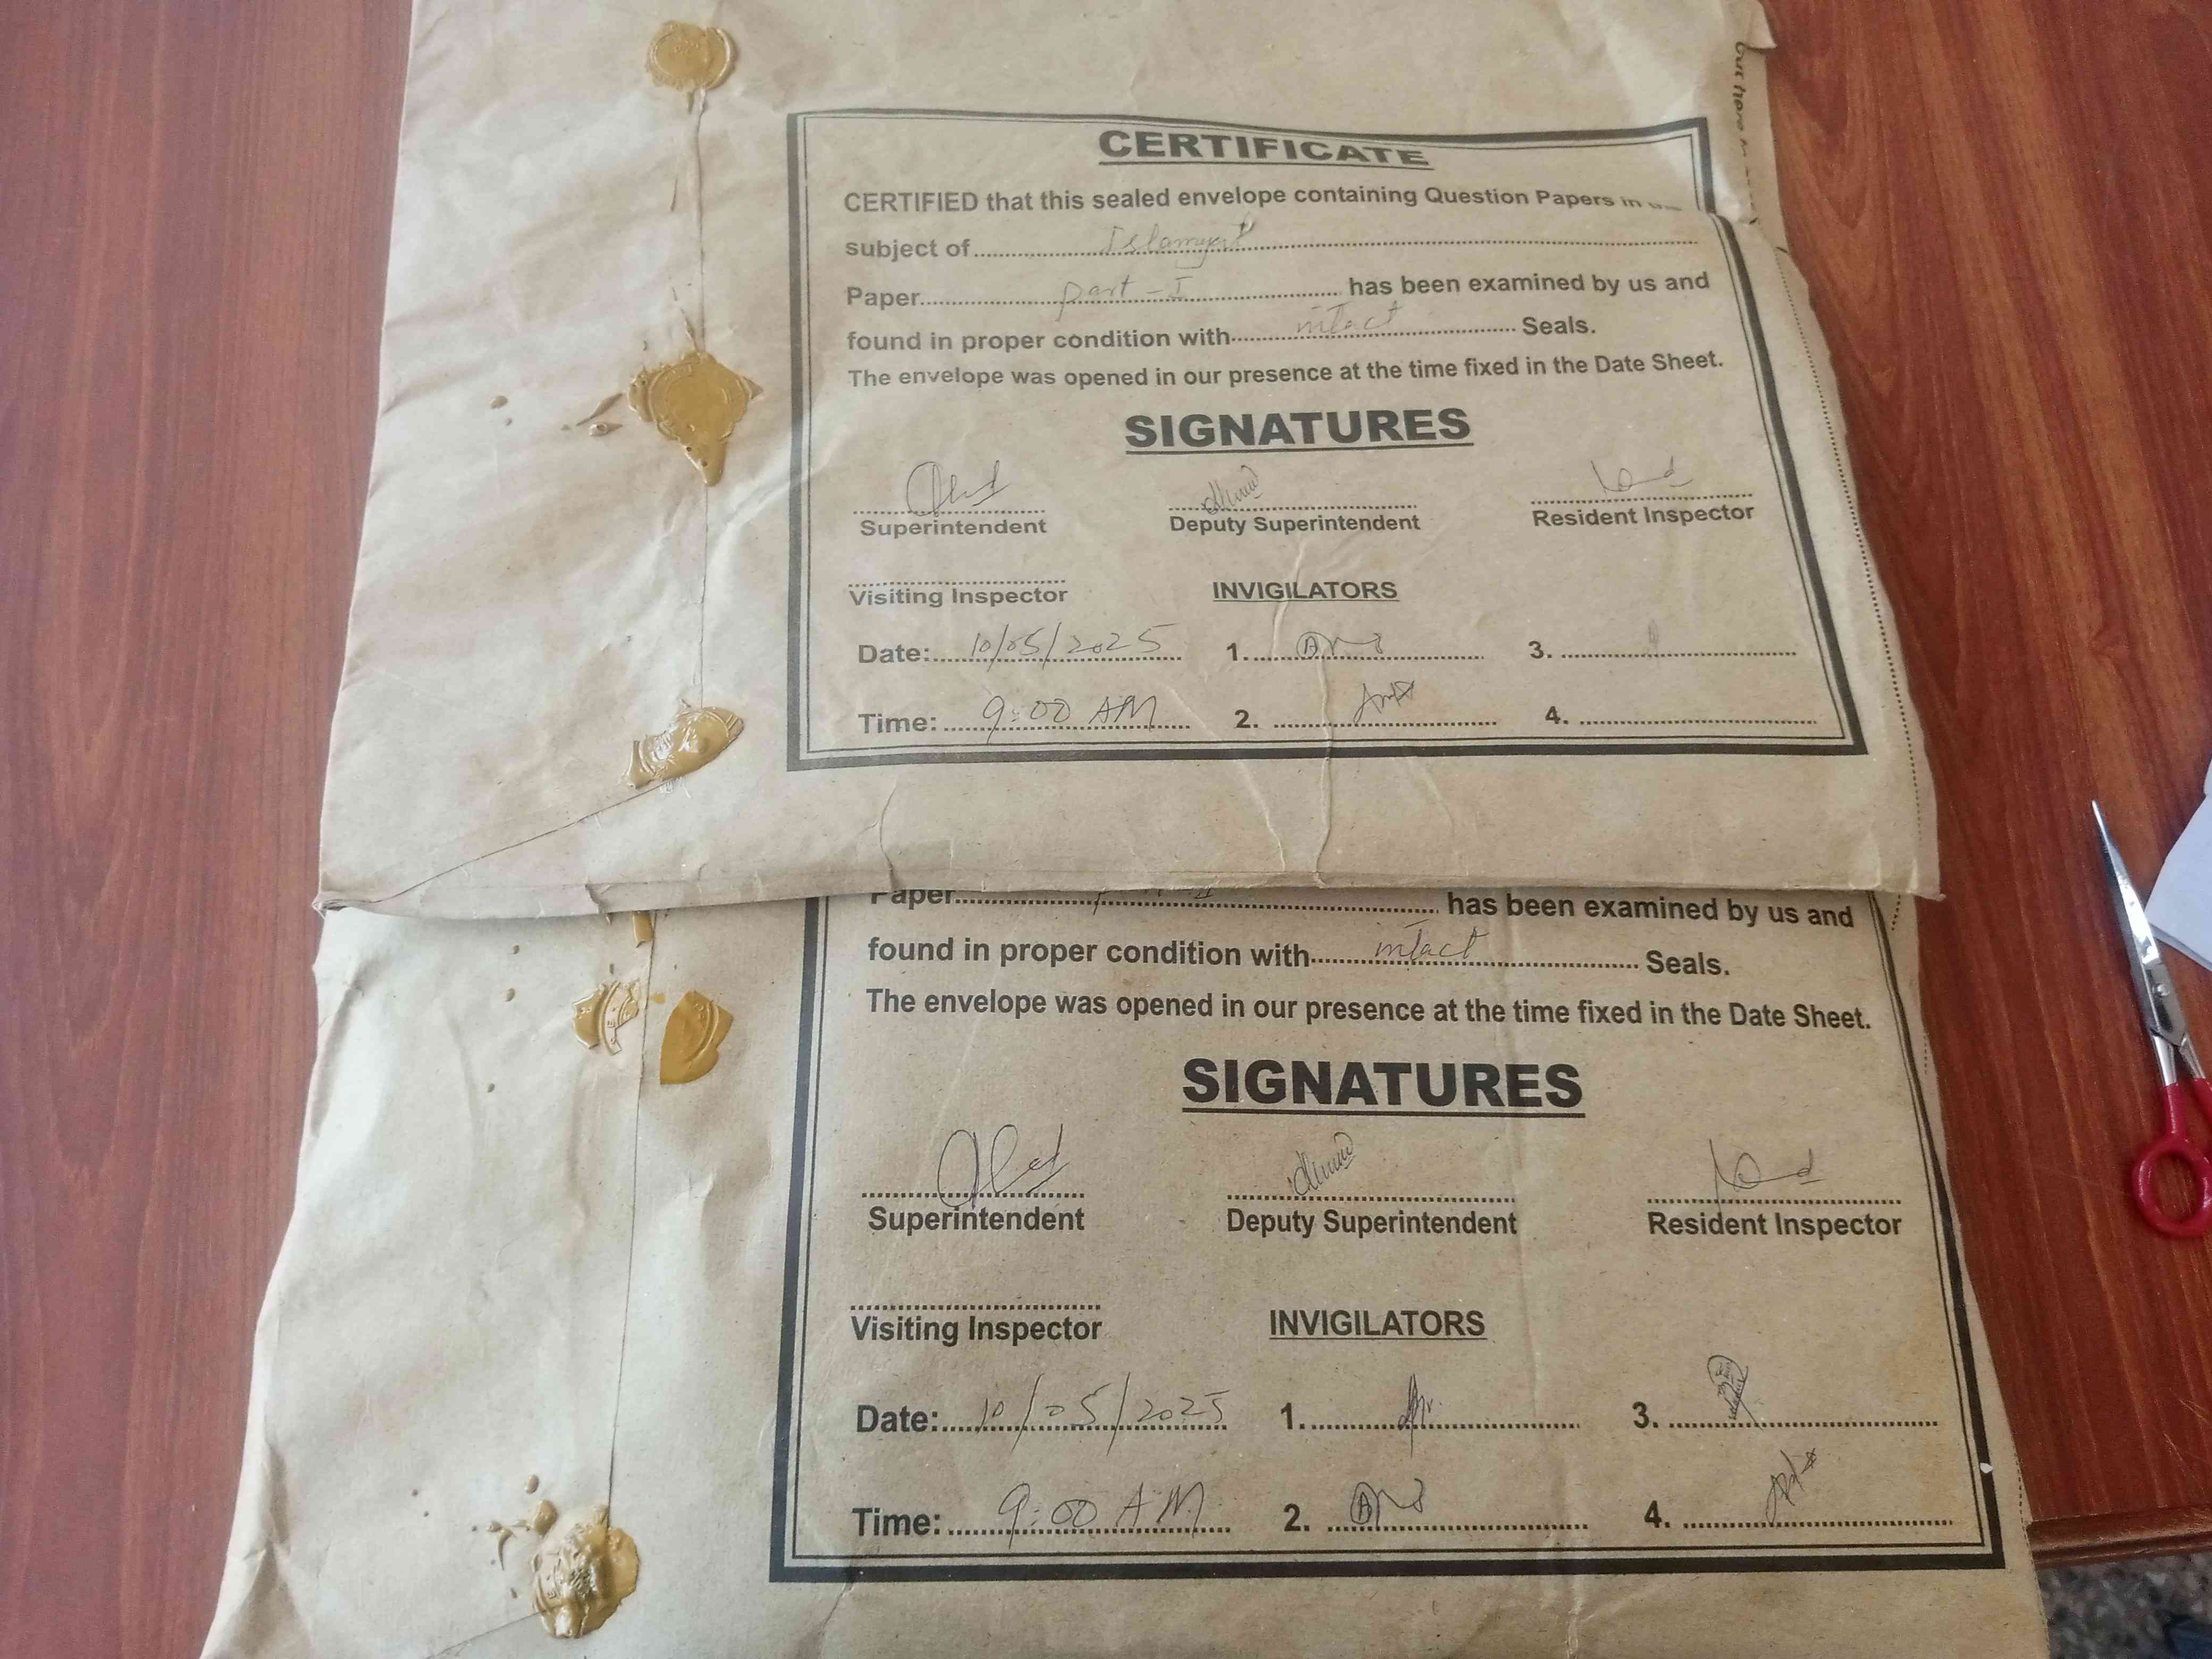 cut here to
CERTIFICATE
CERTIFIED that this sealed envelope containing Question Papers in
subject of Islamyat
Paper part - I has been examined by us and
found in proper condition with intact Seals.
The envelope was opened in our presence at the time fixed in the Date Sheet.
SIGNATURES
Superintendent Deputy Superintendent Resident Inspector
Visiting Inspector INVIGILATORS
Date: 10/05/2025 1. 3.
Time: 9:00 AM 2. 4.
Paper has been examined by us and
found in proper condition with intact Seals.
The envelope was opened in our presence at the time fixed in the Date Sheet.
SIGNATURES
Superintendent Deputy Superintendent Resident Inspector
Visiting Inspector INVIGILATORS
Date: 10/05/2025 1. 3.
Time: 9:00 AM 2. 4.